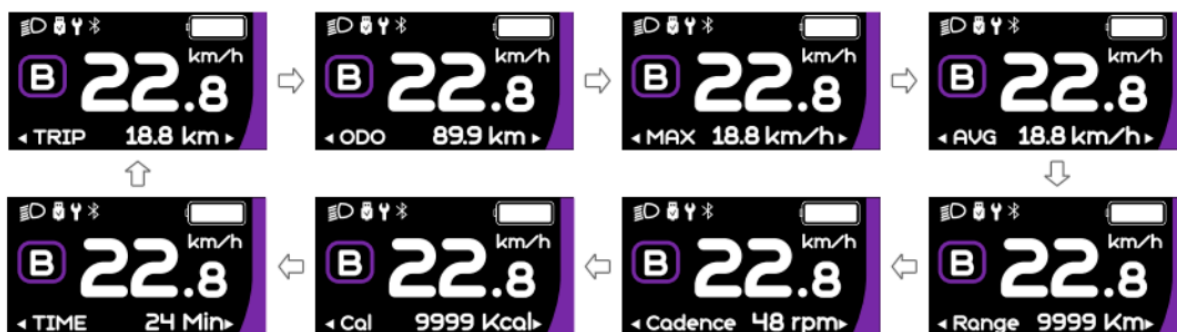 km/h
B 22.8
◂ TRIP 18.8 km ▸
km/h
B 22.8
◂ ODO 89.9 km ▸
km/h
B 22.8
◂ MAX 18.8 km/h ▸
km/h
B 22.8
◂ AVG 18.8 km/h ▸
km/h
B 22.8
◂ TIME 24 Min▸
km/h
B 22.8
◂ Cal 9999 Kcal▸
km/h
B 22.8
◂ Cadence 48 rpm▸
km/h
B 22.8
◂ Range 9999 Km▸